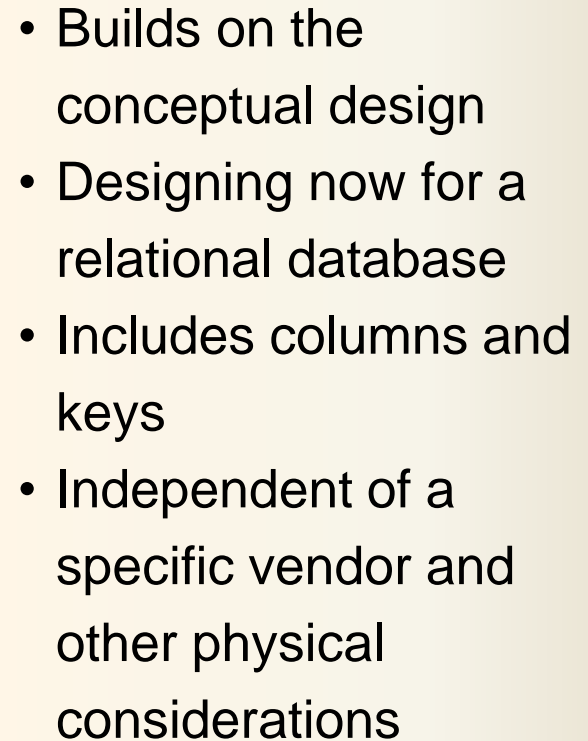 • Builds on the
conceptual design
• Designing now for a
relational database
• Includes columns and
keys
• Independent of a
specific vendor and
other physical
considerations